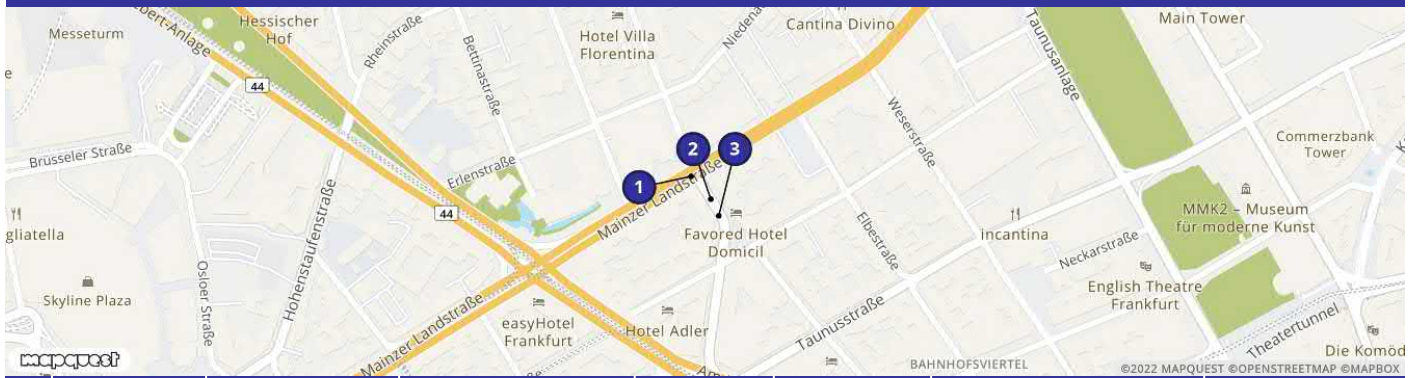 Messeturm
Hessischer
Hof
Rheinstraße
Bettinastraße
Hotel Villa
Florentina
Cantina Divino
Taunusanlage
Main Tower
44
Weserstraße
Commerzbank
Tower
Brüsseler Straße
Erlenstraße
2
3
1
Mainzer Landstraße
44
Hohenstaufenstraße
Osloer Straße
Favored Hotel
Domicil
Elbestraße
incantina
MMK2 – Museum
für moderne Kunst
Neckarstraße
English Theatre
Frankfurt
gliatella
Skyline Plaza
Mainzer Landstraße
easyHotel
Frankfurt
Hotel Adler
Taunusstraße
Theatertunnel
Die Komöd
BAHNHOFSVIERTEL
mapquest
©2022 MAPQUEST ©OPENSTREETMAP ©MAPBOX